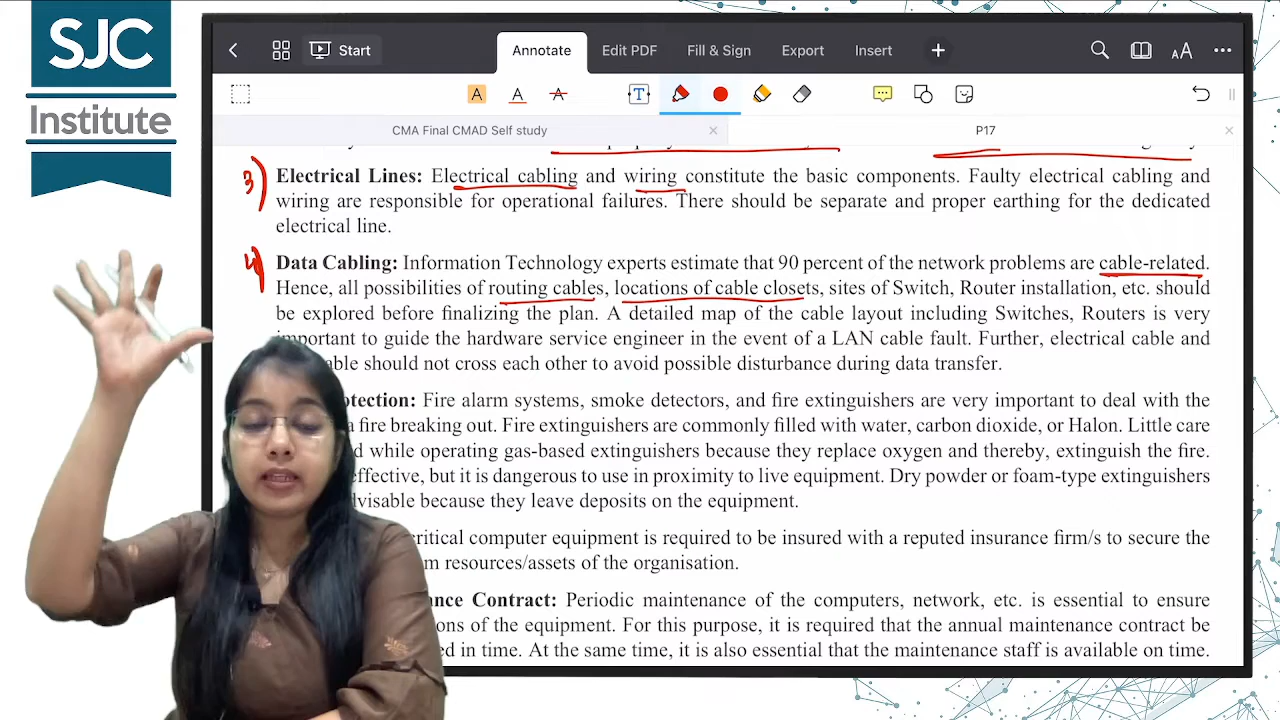 SJC
Institute
Start
Annotate
Edit PDF
Fill & Sign
Export
Insert
CMA Final CMAD Self study
P17
3) Electrical Lines: Electrical cabling and wiring constitute the basic components. Faulty electrical cabling and
wiring are responsible for operational failures. There should be separate and proper earthing for the dedicated
electrical line.
4) Data Cabling: Information Technology experts estimate that 90 percent of the network problems are cable-related.
Hence, all possibilities of routing cables, locations of cable closets, sites of Switch, Router installation, etc. should
be explored before finalizing the plan. A detailed map of the cable layout including Switches, Routers is very
important to guide the hardware service engineer in the event of a LAN cable fault. Further, electrical cable and
able should not cross each other to avoid possible disturbance during data transfer.
otection: Fire alarm systems, smoke detectors, and fire extinguishers are very important to deal with the
a fire breaking out. Fire extinguishers are commonly filled with water, carbon dioxide, or Halon. Little care
d while operating gas-based extinguishers because they replace oxygen and thereby, extinguish the fire.
effective, but it is dangerous to use in proximity to live equipment. Dry powder or foam-type extinguishers
dvisable because they leave deposits on the equipment.
critical computer equipment is required to be insured with a reputed insurance firm/s to secure the
m resources/assets of the organisation.
nce Contract: Periodic maintenance of the computers, network, etc. is essential to ensure
ons of the equipment. For this purpose, it is required that the annual maintenance contract be
ed in time. At the same time, it is also essential that the maintenance staff is available on time.